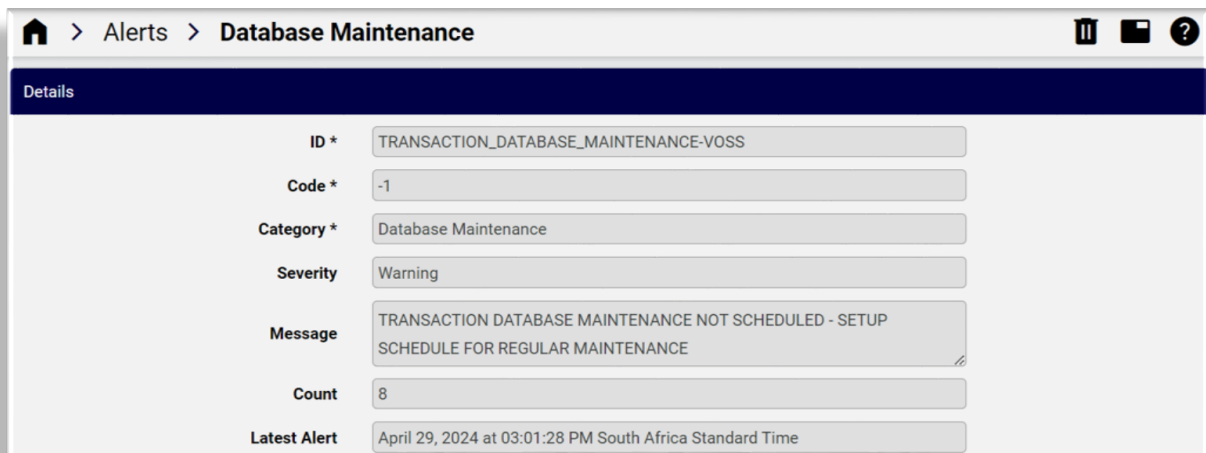 Alerts > Database Maintenance
Details
ID * TRANSACTION_DATABASE_MAINTENANCE-VOSS
Code * -1
Category * Database Maintenance
Severity Warning
Message TRANSACTION DATABASE MAINTENANCE NOT SCHEDULED - SETUP
SCHEDULE FOR REGULAR MAINTENANCE
Count 8
Latest Alert April 29, 2024 at 03:01:28 PM South Africa Standard Time